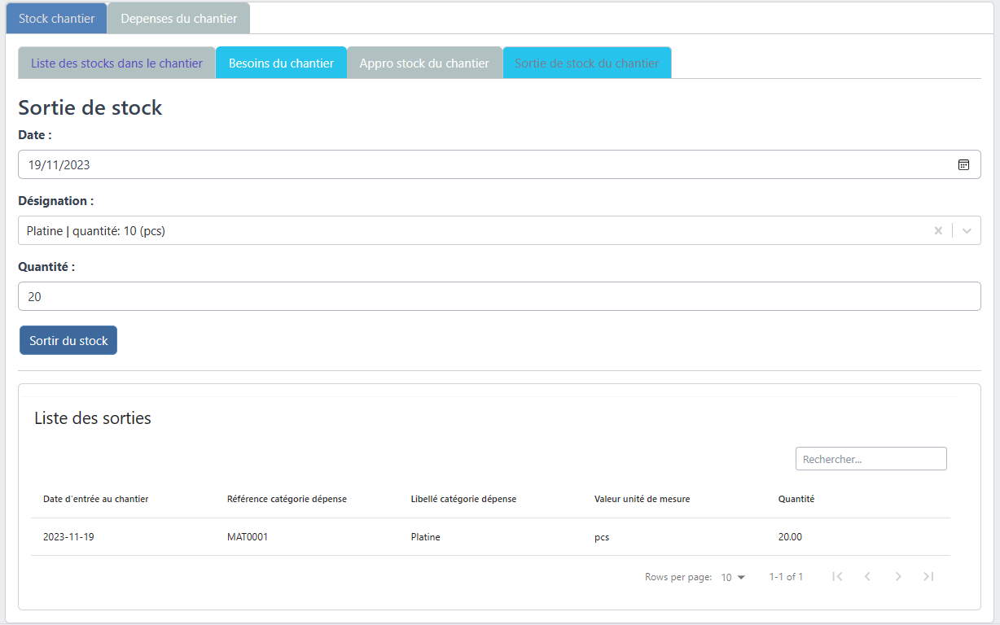 Stock chantier Depenses du chantier
Liste des stocks dans le chantier Besoins du chantier Appro stock du chantier Sortie de stock du chantier
Sortie de stock
Date :
19/11/2023
Désignation :
Platine | quantité: 10 (pcs)
Quantité :
20
Sortir du stock
Liste des sorties
Rechercher...
Date d'entrée au chantier Référence catégorie dépense Libellé catégorie dépense Valeur unité de mesure Quantité
2023-11-19 MAT0001 Platine pcs 20.00
Rows per page: 10 1-1 of 1